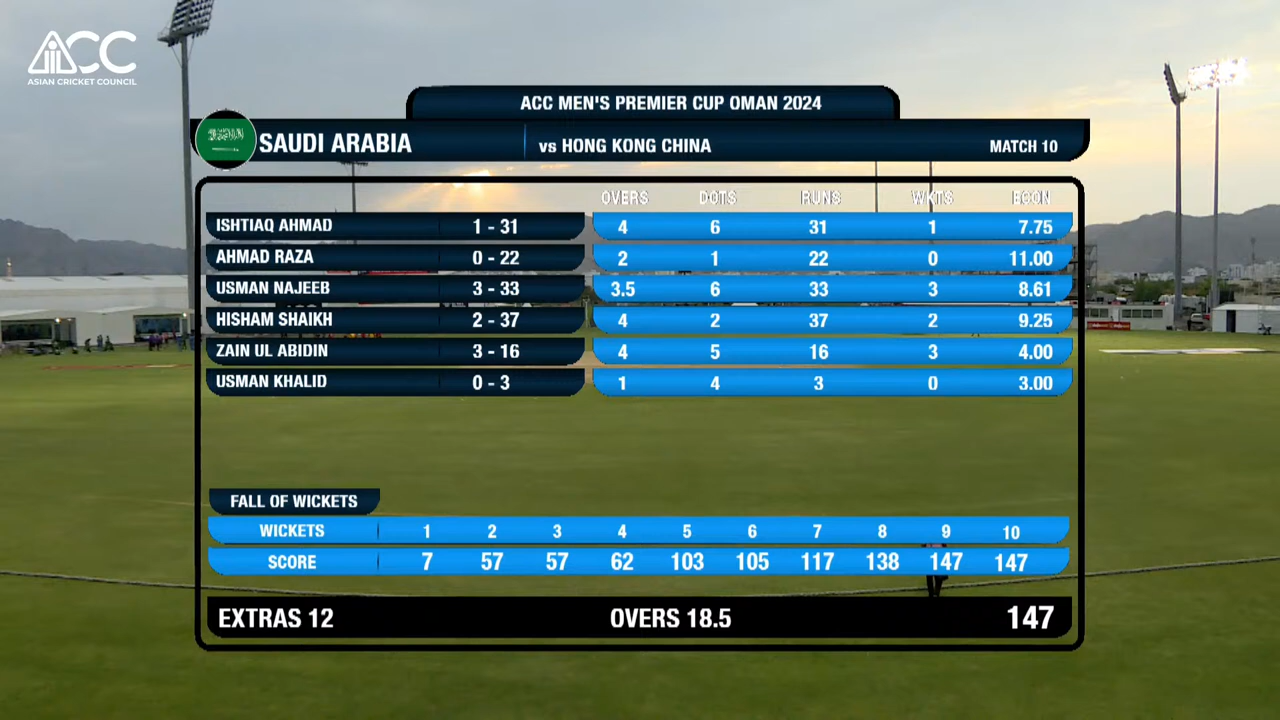 ACC
ASIAN CRICKET COUNCIL
ACC MEN'S PREMIER CUP OMAN 2024
SAUDI ARABIA vs HONG KONG CHINA MATCH 10
OVERS DOTS RUNS WKTS ECON
ISHTIAQ AHMAD 1 - 31 4 6 31 1 7.75
AHMAD RAZA 0 - 22 2 1 22 0 11.00
USMAN NAJEEB 3 - 33 3.5 6 33 3 8.61
HISHAM SHAIKH 2 - 37 4 2 37 2 9.25
ZAIN UL ABIDIN 3 - 16 4 5 16 3 4.00
USMAN KHALID 0 - 3 1 4 3 0 3.00
FALL OF WICKETS
WICKETS 1 2 3 4 5 6 7 8 9 10
SCORE 7 57 57 62 103 105 117 138 147 147
EXTRAS 12 OVERS 18.5 147